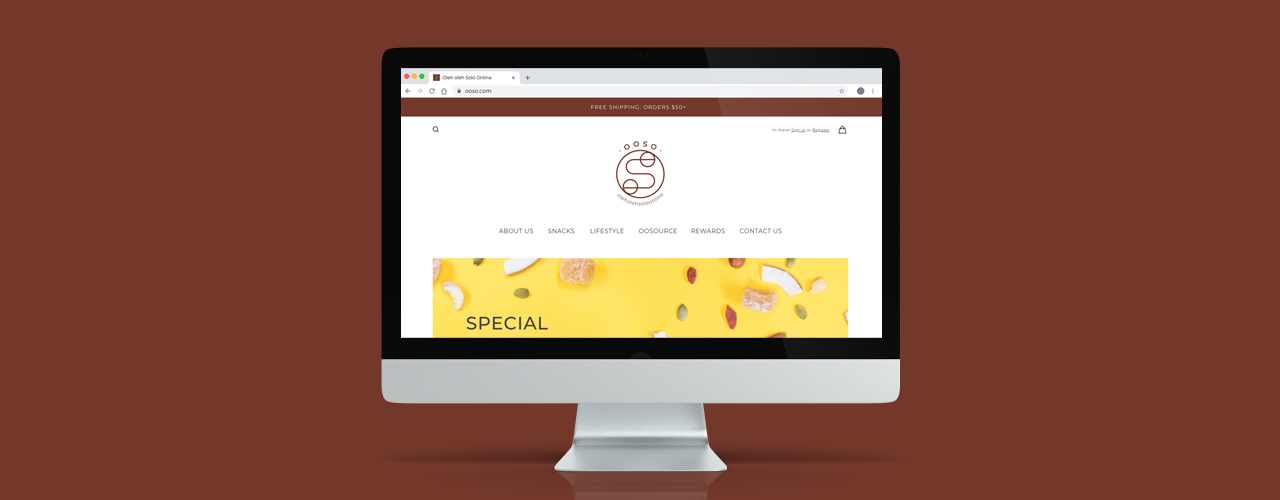 Oleh oleh Solo Online
ooso.com
FREE SHIPPING: ORDERS $50+
Hi there! Sign in or Register
OOSO
oleholehsoloonline
ABOUT US SNACKS LIFESTYLE OOSOURCE REWARDS CONTACT US
SPECIAL